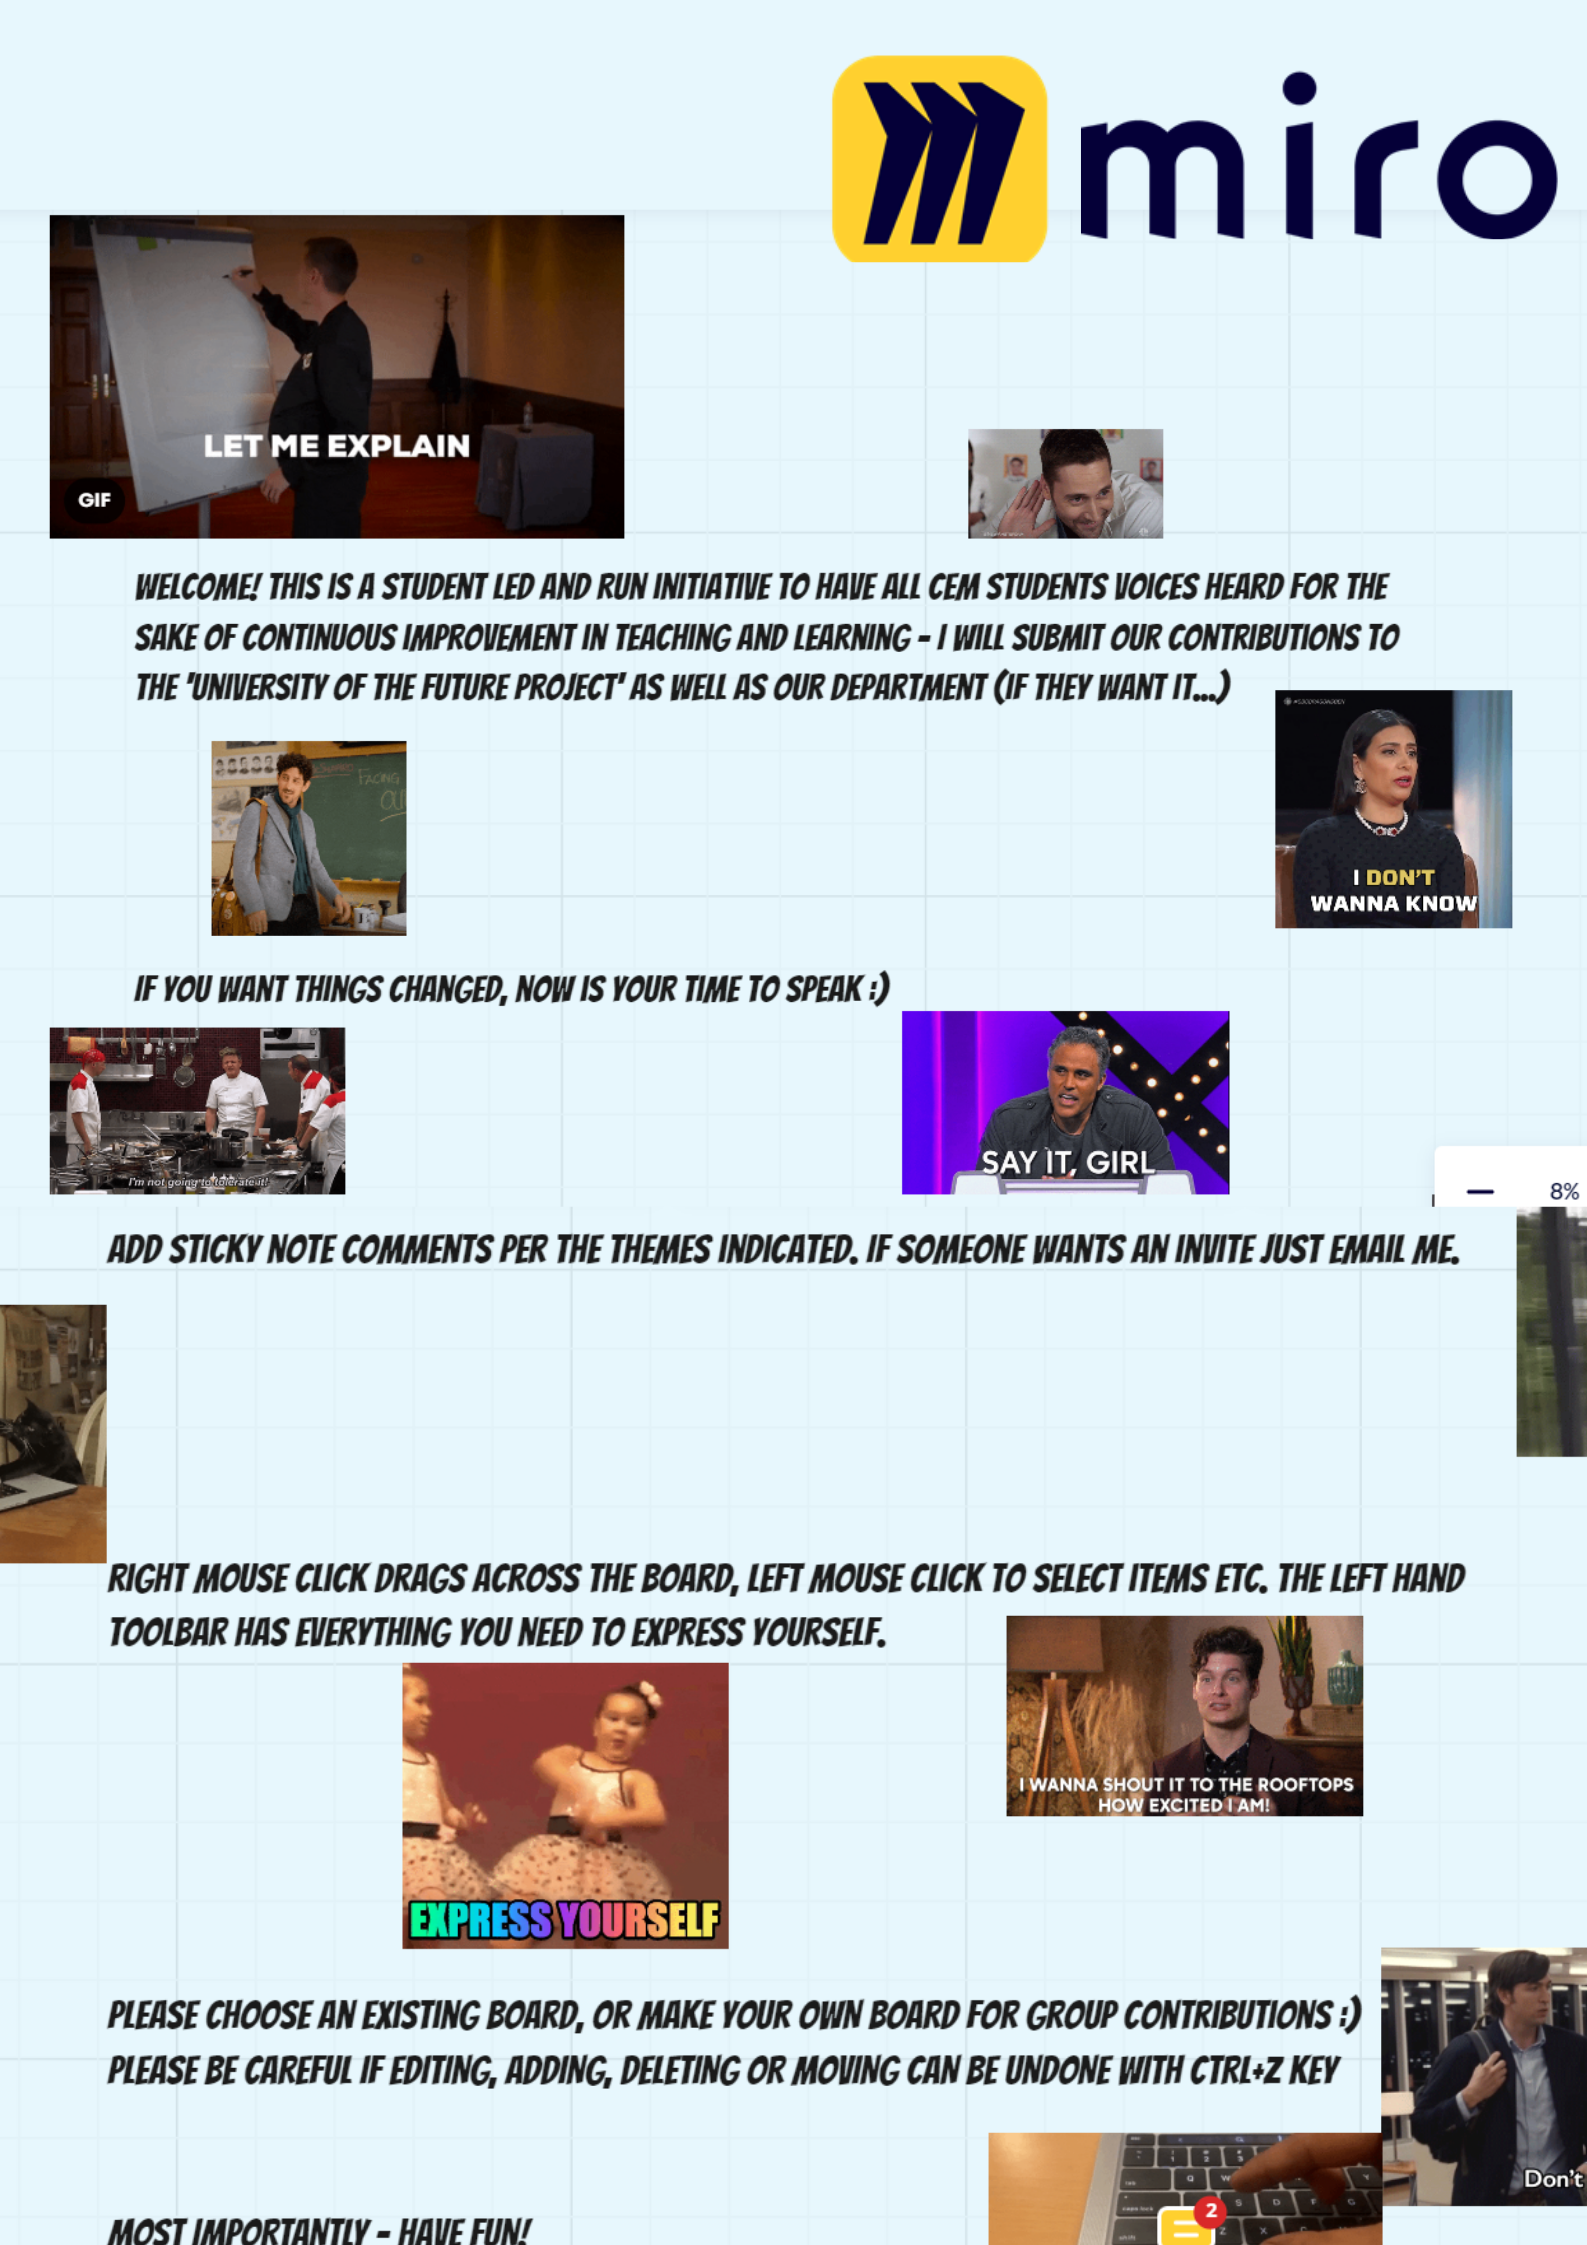 miro
LET ME EXPLAIN
GIF
WELCOME! THIS IS A STUDENT LED AND RUN INITIATIVE TO HAVE ALL CEM STUDENTS VOICES HEARD FOR THE
SAKE OF CONTINUOUS IMPROVEMENT IN TEACHING AND LEARNING - I WILL SUBMIT OUR CONTRIBUTIONS TO
THE 'UNIVERSITY OF THE FUTURE PROJECT' AS WELL AS OUR DEPARTMENT (IF THEY WANT IT...)
FACING
I DON'T
WANNA KNOW
IF YOU WANT THINGS CHANGED, NOW IS YOUR TIME TO SPEAK :)
I'm not going to tolerate it!
SAY IT, GIRL
8%
ADD STICKY NOTE COMMENTS PER THE THEMES INDICATED. IF SOMEONE WANTS AN INVITE JUST EMAIL ME.
RIGHT MOUSE CLICK DRAGS ACROSS THE BOARD, LEFT MOUSE CLICK TO SELECT ITEMS ETC. THE LEFT HAND
TOOLBAR HAS EVERYTHING YOU NEED TO EXPRESS YOURSELF.
I WANNA SHOUT IT TO THE ROOFTOPS
HOW EXCITED I AM!
EXPRESS YOURSELF
PLEASE CHOOSE AN EXISTING BOARD, OR MAKE YOUR OWN BOARD FOR GROUP CONTRIBUTIONS :)
PLEASE BE CAREFUL IF EDITING, ADDING, DELETING OR MOVING CAN BE UNDONE WITH CTRL+Z KEY
Don't
2
MOST IMPORTANTLY - HAVE FUN!